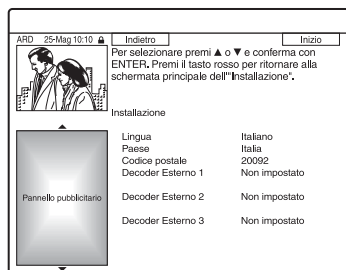 ARD 25-Mag 10:10 Indietro Inizio
Per selezionare premi ▲ o ▼ e conferma con
ENTER. Premi il tasto rosso per ritornare alla
schermata principale dell'"Installazione".
Installazione
Lingua Italiano
Paese Italia
Codice postale 20092
Decoder Esterno 1 Non impostato
Decoder Esterno 2 Non impostato
Decoder Esterno 3 Non impostato
Pannello pubblicitario